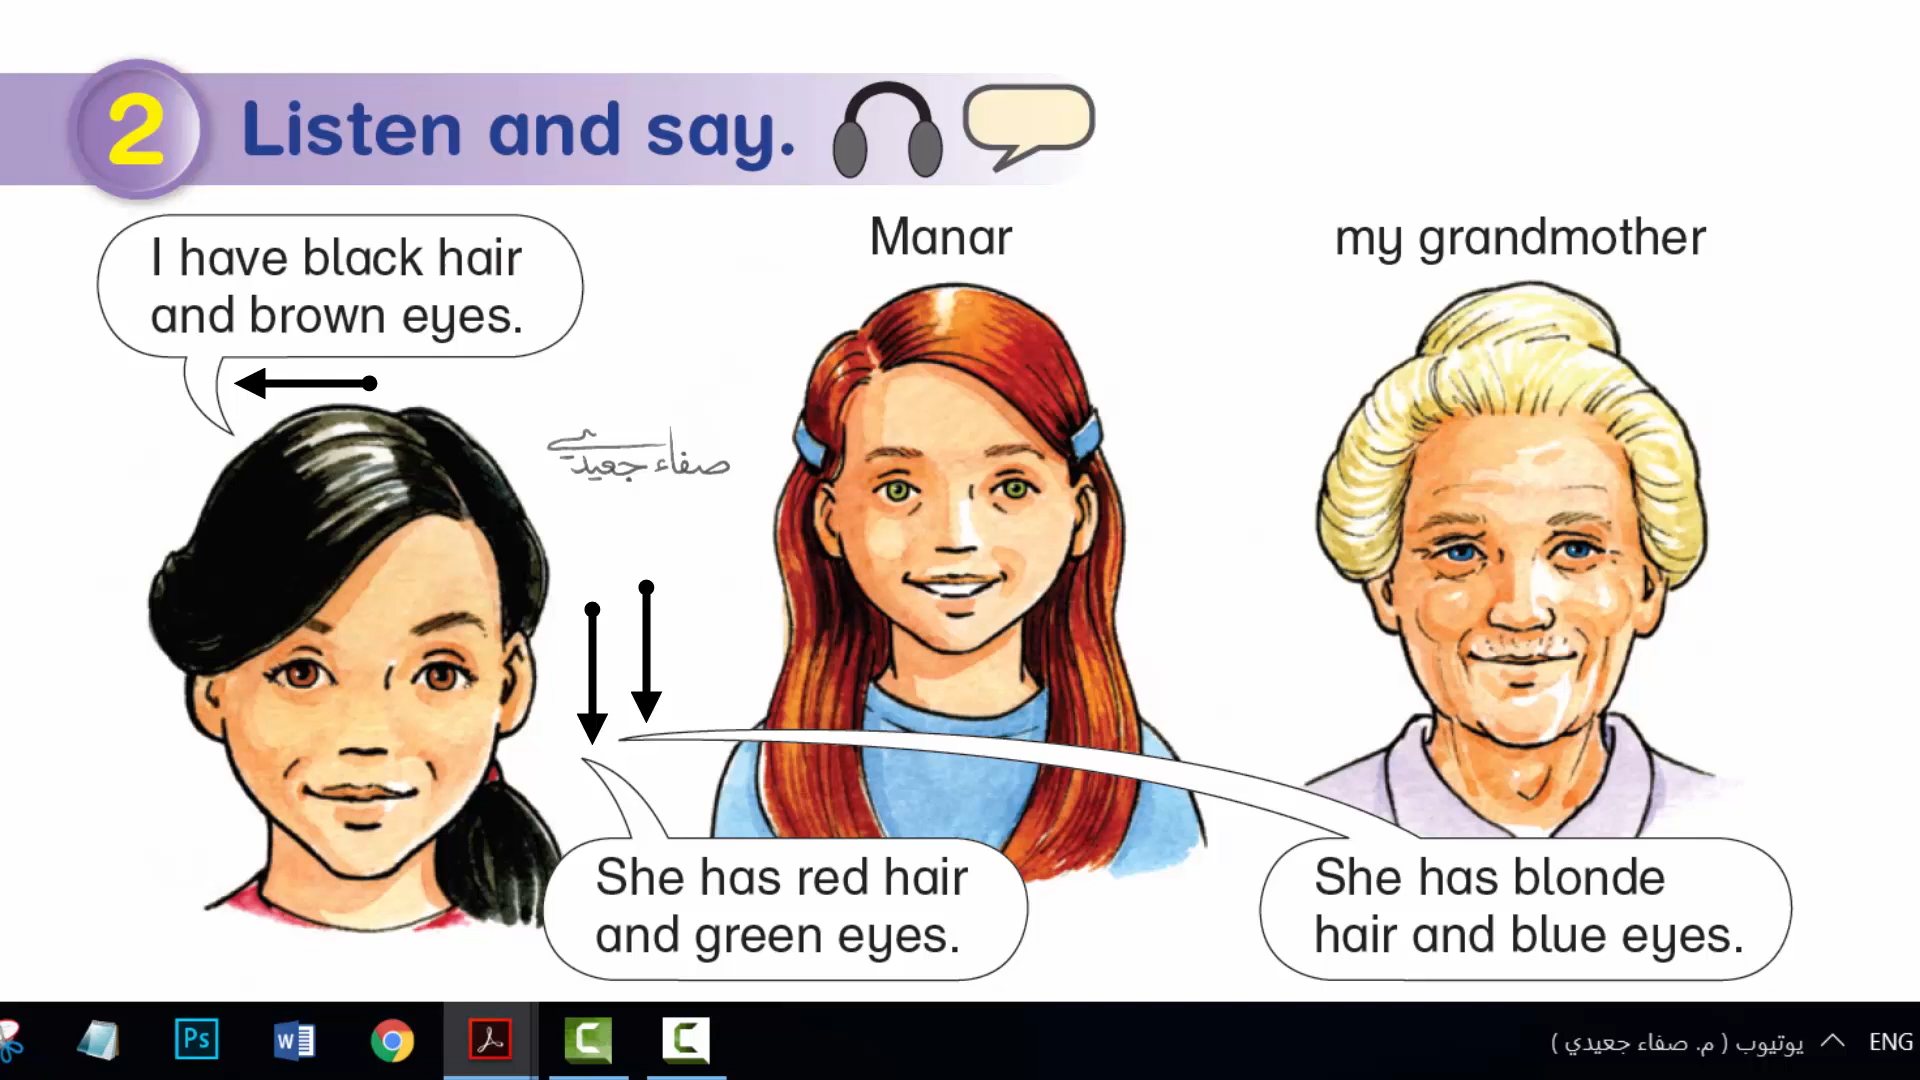 2 Listen and say.
I have black hair
and brown eyes.
Manar
my grandmother
صفاء جعيدي
She has red hair
and green eyes.
She has blonde
hair and blue eyes.
Ps
W
يوتيوب ( م. صفاء جعيدي )
ENG